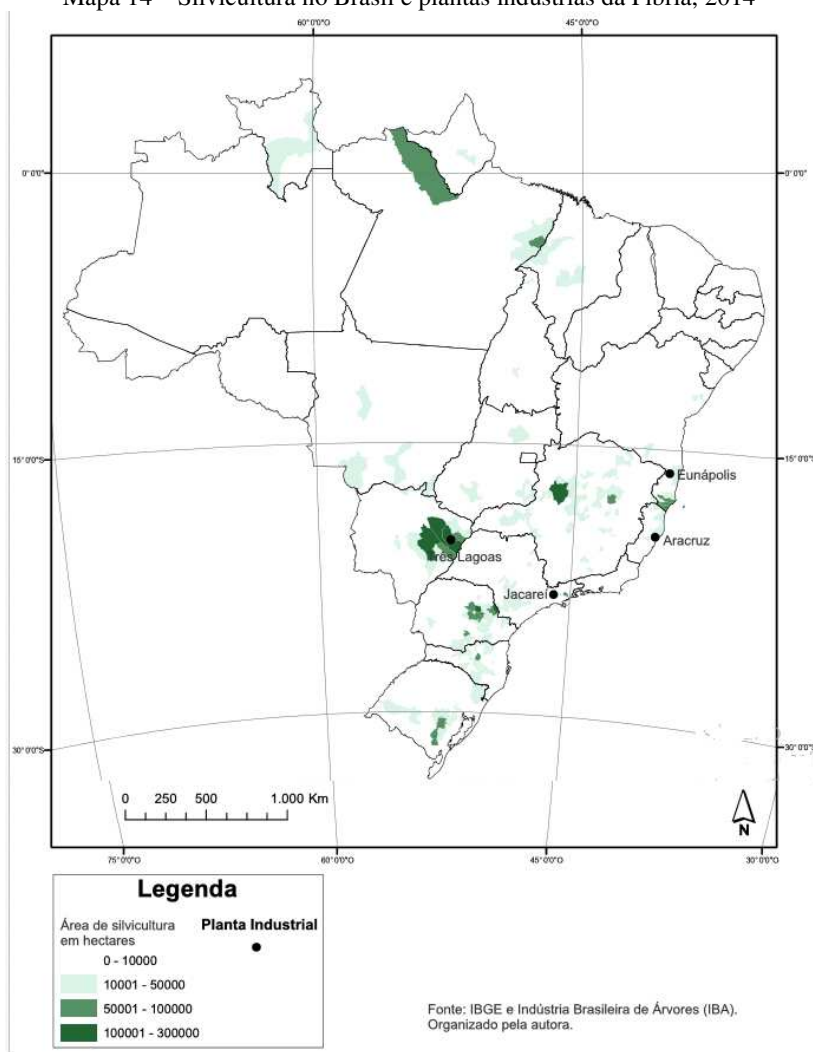 Mapa 14 – Silvicultura no Brasil e plantas indústrias da Fibria, 2014
60°0'0"O
45°0'0"O
0° 0'0"
0° 0'0"
15° 0'0"S
15° 0'0"S
Eunápolis
Aracruz
Três Lagoas
Jacareí
30° 0'0"S
30° 0'0"S
0 250 500 1.000 Km
N
75°0'0"O
60°0'0"O
45°0'0"O
30°0'0"O
Legenda
Área de silvicultura
em hectares
Planta Industrial
0 - 10000
10001 - 50000
50001 - 100000
100001 - 300000
Fonte: IBGE e Indústria Brasileira de Árvores (IBA).
Organizado pela autora.